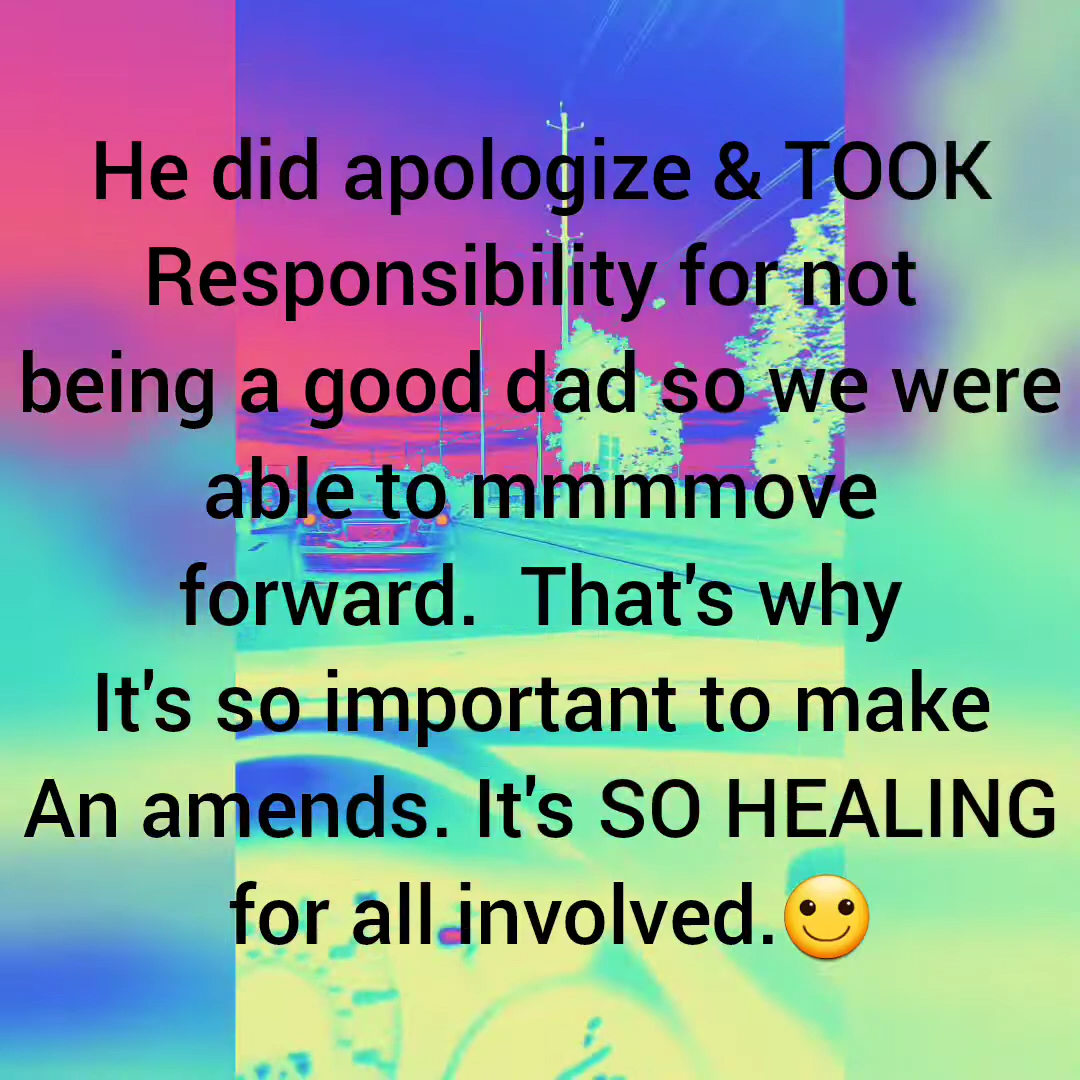 He did apologize & TOOK
Responsibility for not
being a good dad so we were
able to mmmmove
forward.  That's why
It's so important to make
An amends. It's SO HEALING
for all involved.🙂